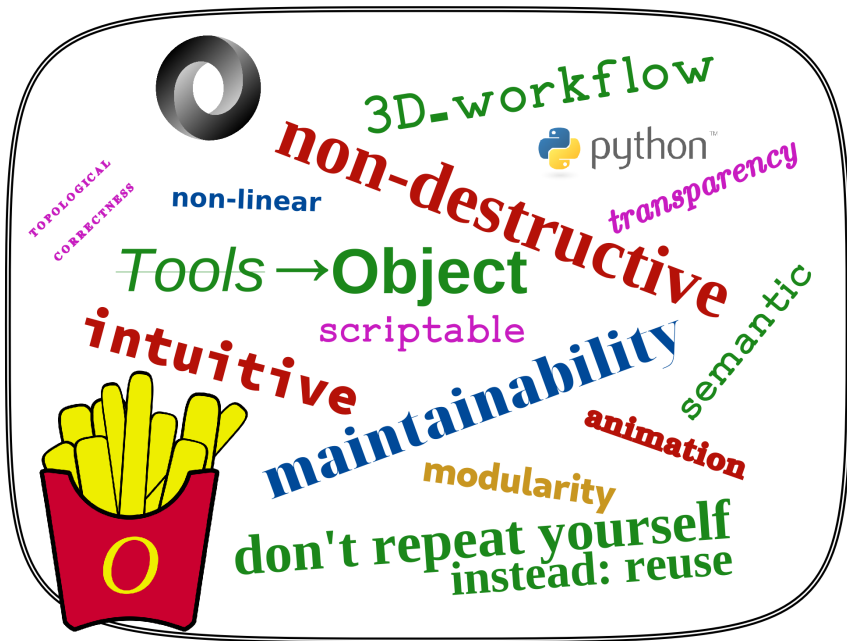 3D-workflow
non-destructive
python™
transparency
TOPOLOGICAL
CORRECTNESS
non-linear
Tools→Object
semantic
scriptable
intuitive
maintainability
animation
modularity
don't repeat yourself
instead: reuse
O